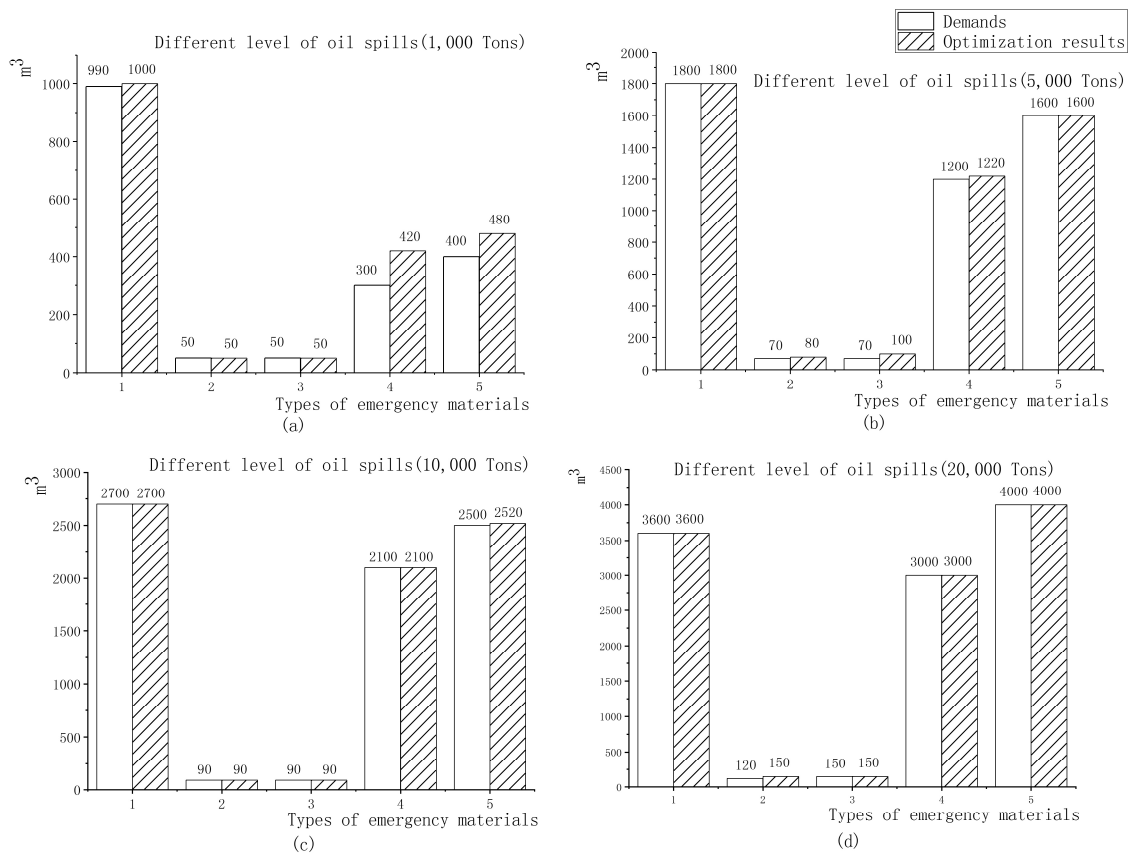 Demands
Optimization results
Different level of oil spills(1,000 Tons)
m³
990 1000
50 50
50 50
300 420
400 480
1000
800
600
400
200
0
1 2 3 4 5
Types of emergency materials
(a)
Different level of oil spills(5,000 Tons)
m³
1800 1800
70 80
70 100
1200 1220
1600 1600
2000
1800
1600
1400
1200
1000
800
600
400
200
0
1 2 3 4 5
Types of emergency materials
(b)
Different level of oil spills(10,000 Tons)
m³
2700 2700
90 90
90 90
2100 2100
2500 2520
3000
2500
2000
1500
1000
500
0
1 2 3 4 5
Types of emergency materials
(c)
Different level of oil spills(20,000 Tons)
m³
3600 3600
120 150
150 150
3000 3000
4000 4000
4500
4000
3500
3000
2500
2000
1500
1000
500
0
1 2 3 4 5
Types of emergency materials
(d)